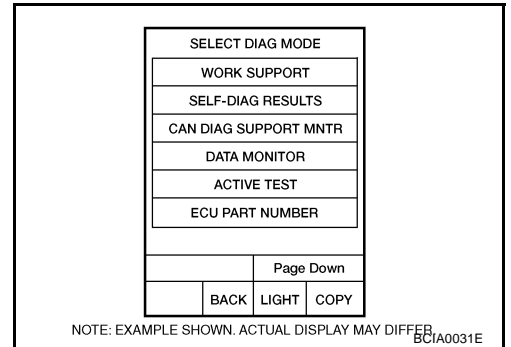 SELECT DIAG MODE
WORK SUPPORT
SELF-DIAG RESULTS
CAN DIAG SUPPORT MNTR
DATA MONITOR
ACTIVE TEST
ECU PART NUMBER
Page Down
BACK LIGHT COPY
NOTE: EXAMPLE SHOWN. ACTUAL DISPLAY MAY DIFFER.
BCIA0031E